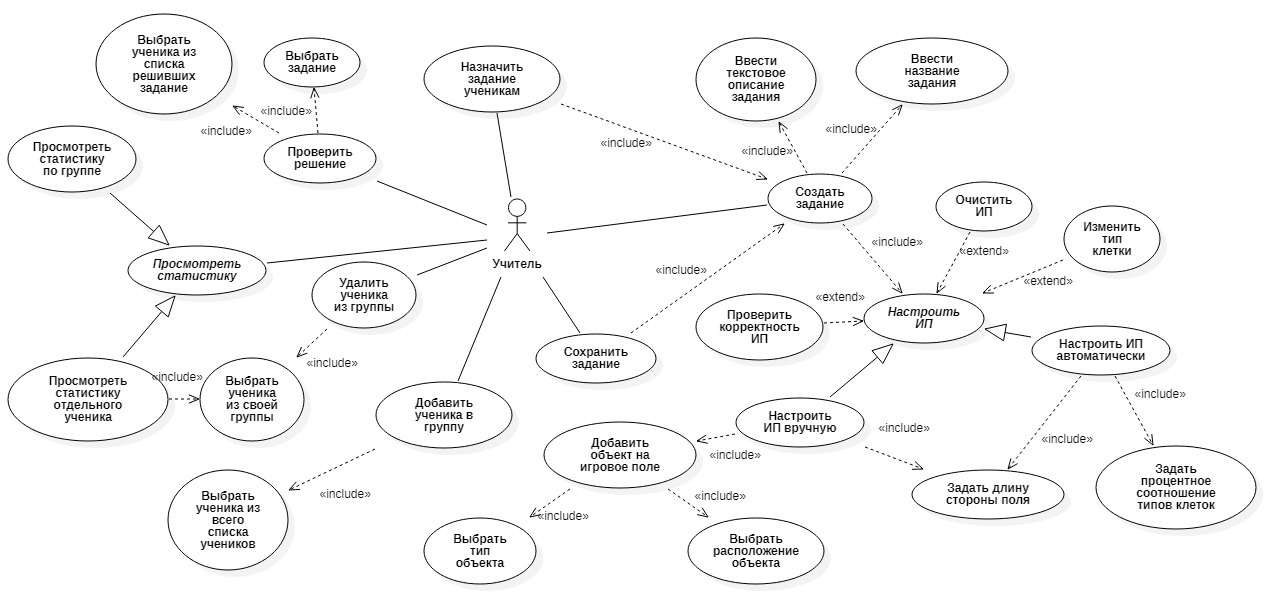 Выбрать
ученика из
списка
решивших
задание
Выбрать
задание
Назначить
задание
ученикам
Ввести
текстовое
описание
задания
Ввести
название
задания
«include»
«include»
«include»
«include»
«include»
Просмотреть
статистику
по группе
Проверить
решение
Создать
задание
Очистить
ИП
Изменить
тип
клетки
Учитель
«include»
«extend»
«extend»
Просмотреть
статистику
«include»
Удалить
ученика
из группы
«extend»
Проверить
корректность
ИП
Настроить
ИП
Сохранить
задание
Настроить ИП
автоматически
«include»
«include»
Просмотреть
статистику
отдельного
ученика
Выбрать
ученика
из своей
группы
Добавить
ученика в
группу
Настроить
ИП вручную
«include»
«include»
«include»
«include»
Добавить
объект на
игровое поле
Задать длину
стороны поля
Задать
процентное
соотношение
типов клеток
Выбрать
ученика из
всего
списка
учеников
«include»
«include»
«include»
Выбрать
тип
объекта
Выбрать
расположение
объекта